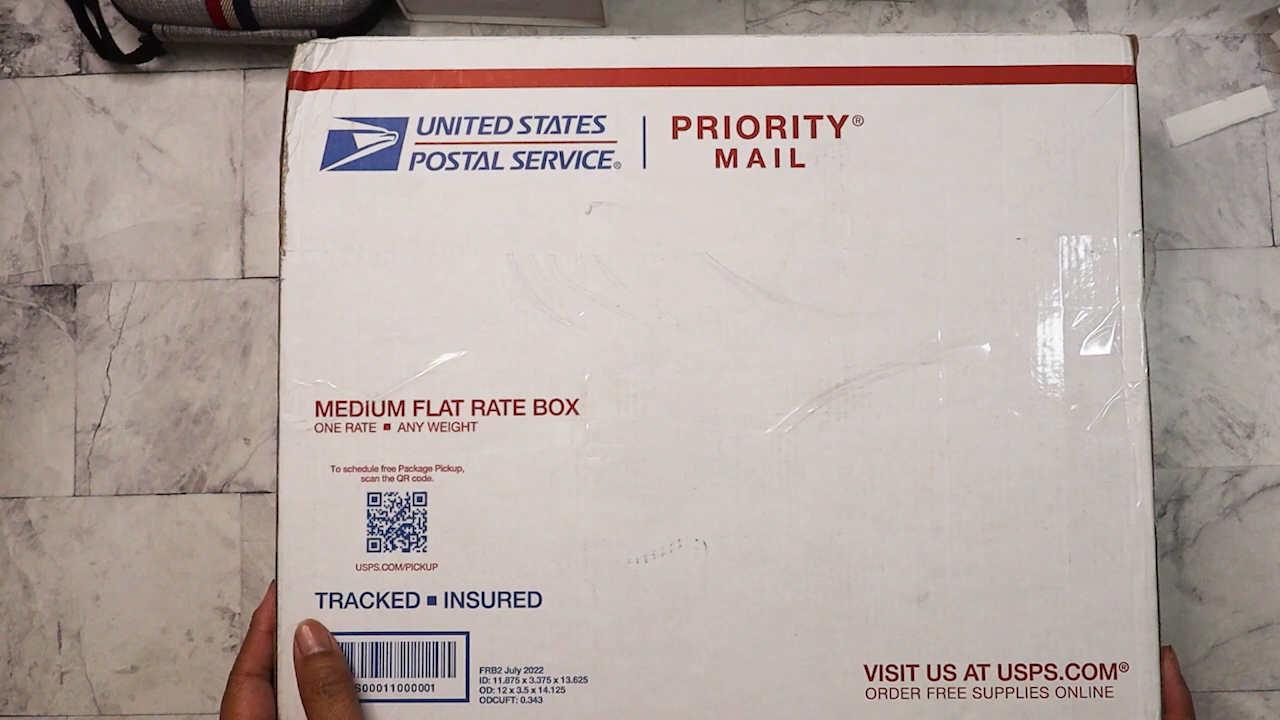 UNITED STATES
POSTAL SERVICE®
PRIORITY®
MAIL
MEDIUM FLAT RATE BOX
ONE RATE ■ ANY WEIGHT
To schedule free Package Pickup,
scan the QR code.
USPS.COM/PICKUP
TRACKED ■ INSURED
S00011000001
FRB2 July 2022
ID: 11.875 x 3.375 x 13.625
OD: 12 x 3.5 x 14.125
ODCUFT: 0.343
VISIT US AT USPS.COM®
ORDER FREE SUPPLIES ONLINE